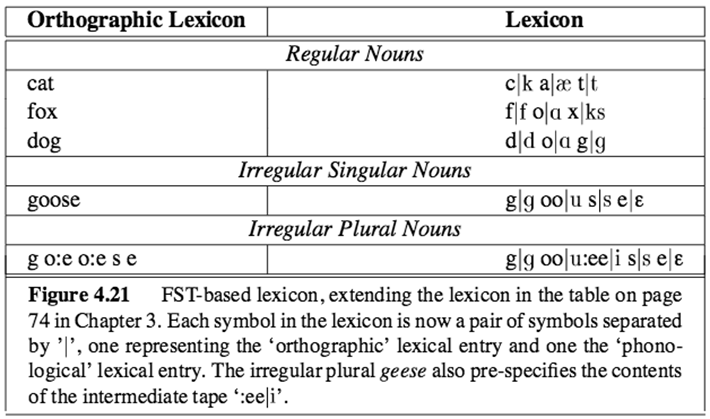 Orthographic Lexicon Lexicon
Regular Nouns
cat c|k a|æ t|t
fox f|f o|ɑ x|ks
dog d|d o|ɑ g|g
Irregular Singular Nouns
goose g|g oo|u s|s e|ɛ
Irregular Plural Nouns
g o:e o:e s e g|g oo|u:ee|i s|s e|ɛ
Figure 4.21 FST-based lexicon, extending the lexicon in the table on page
74 in Chapter 3. Each symbol in the lexicon is now a pair of symbols separated
by ’|’, one representing the ‘orthographic’ lexical entry and one the ‘phono-
logical’ lexical entry. The irregular plural geese also pre-specifies the contents
of the intermediate tape ‘:ee|i’.